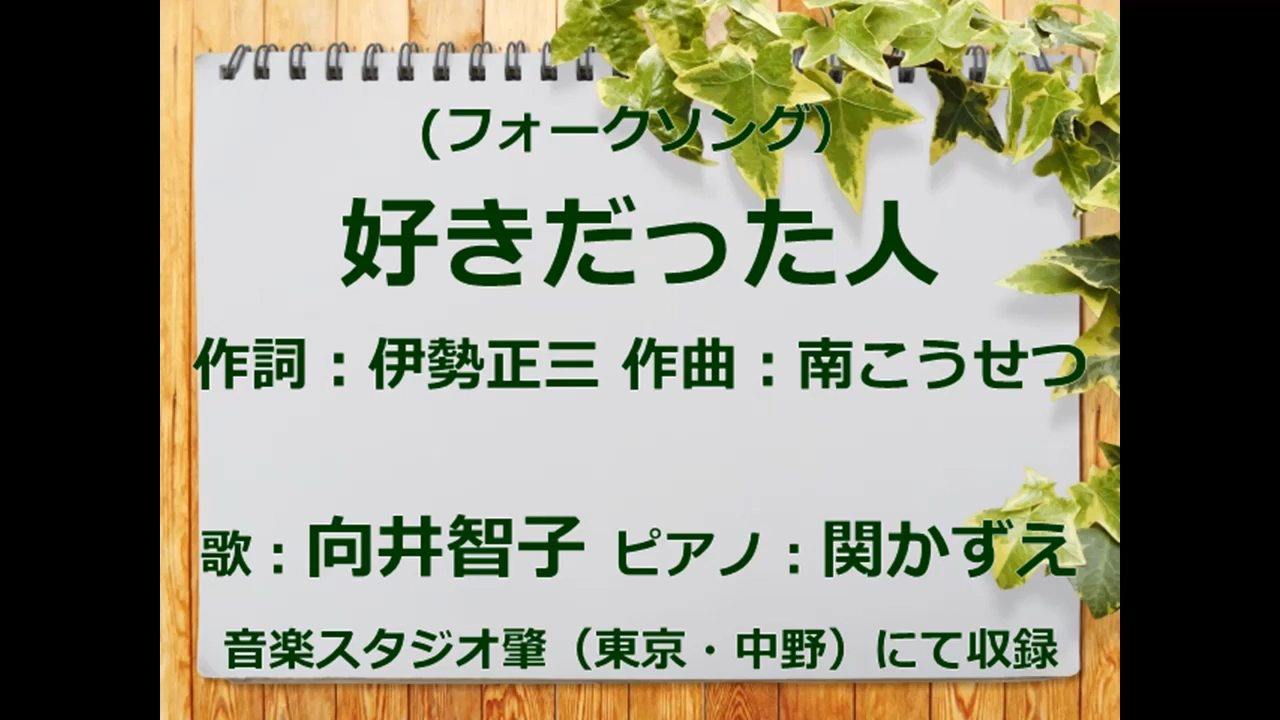 (フォークソング）
好きだった人
作詞：伊勢正三 作曲：南こうせつ
歌：向井智子 ピアノ：関かずえ
音楽スタジオ肇（東京・中野）にて収録